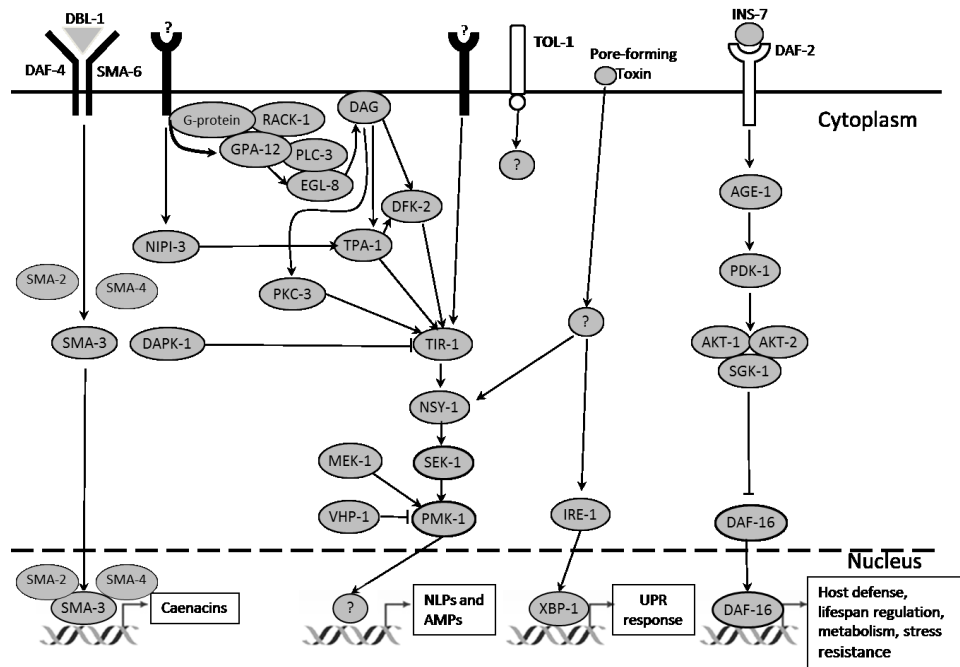 DBL-1
?
DAF-4
SMA-6
?
TOL-1
Pore-forming
Toxin
INS-7
DAF-2
Cytoplasm
G-protein
RACK-1
DAG
GPA-12
PLC-3
EGL-8
?
AGE-1
DFK-2
NIPI-3
TPA-1
PDK-1
SMA-2
SMA-4
PKC-3
?
SMA-3
DAPK-1
TIR-1
AKT-1
AKT-2
SGK-1
NSY-1
MEK-1
SEK-1
VHP-1
PMK-1
IRE-1
DAF-16
Nucleus
SMA-2
SMA-4
SMA-3
Caenacins
?
NLPs and
AMPs
XBP-1
UPR
response
DAF-16
Host defense,
lifespan regulation,
metabolism, stress
resistance